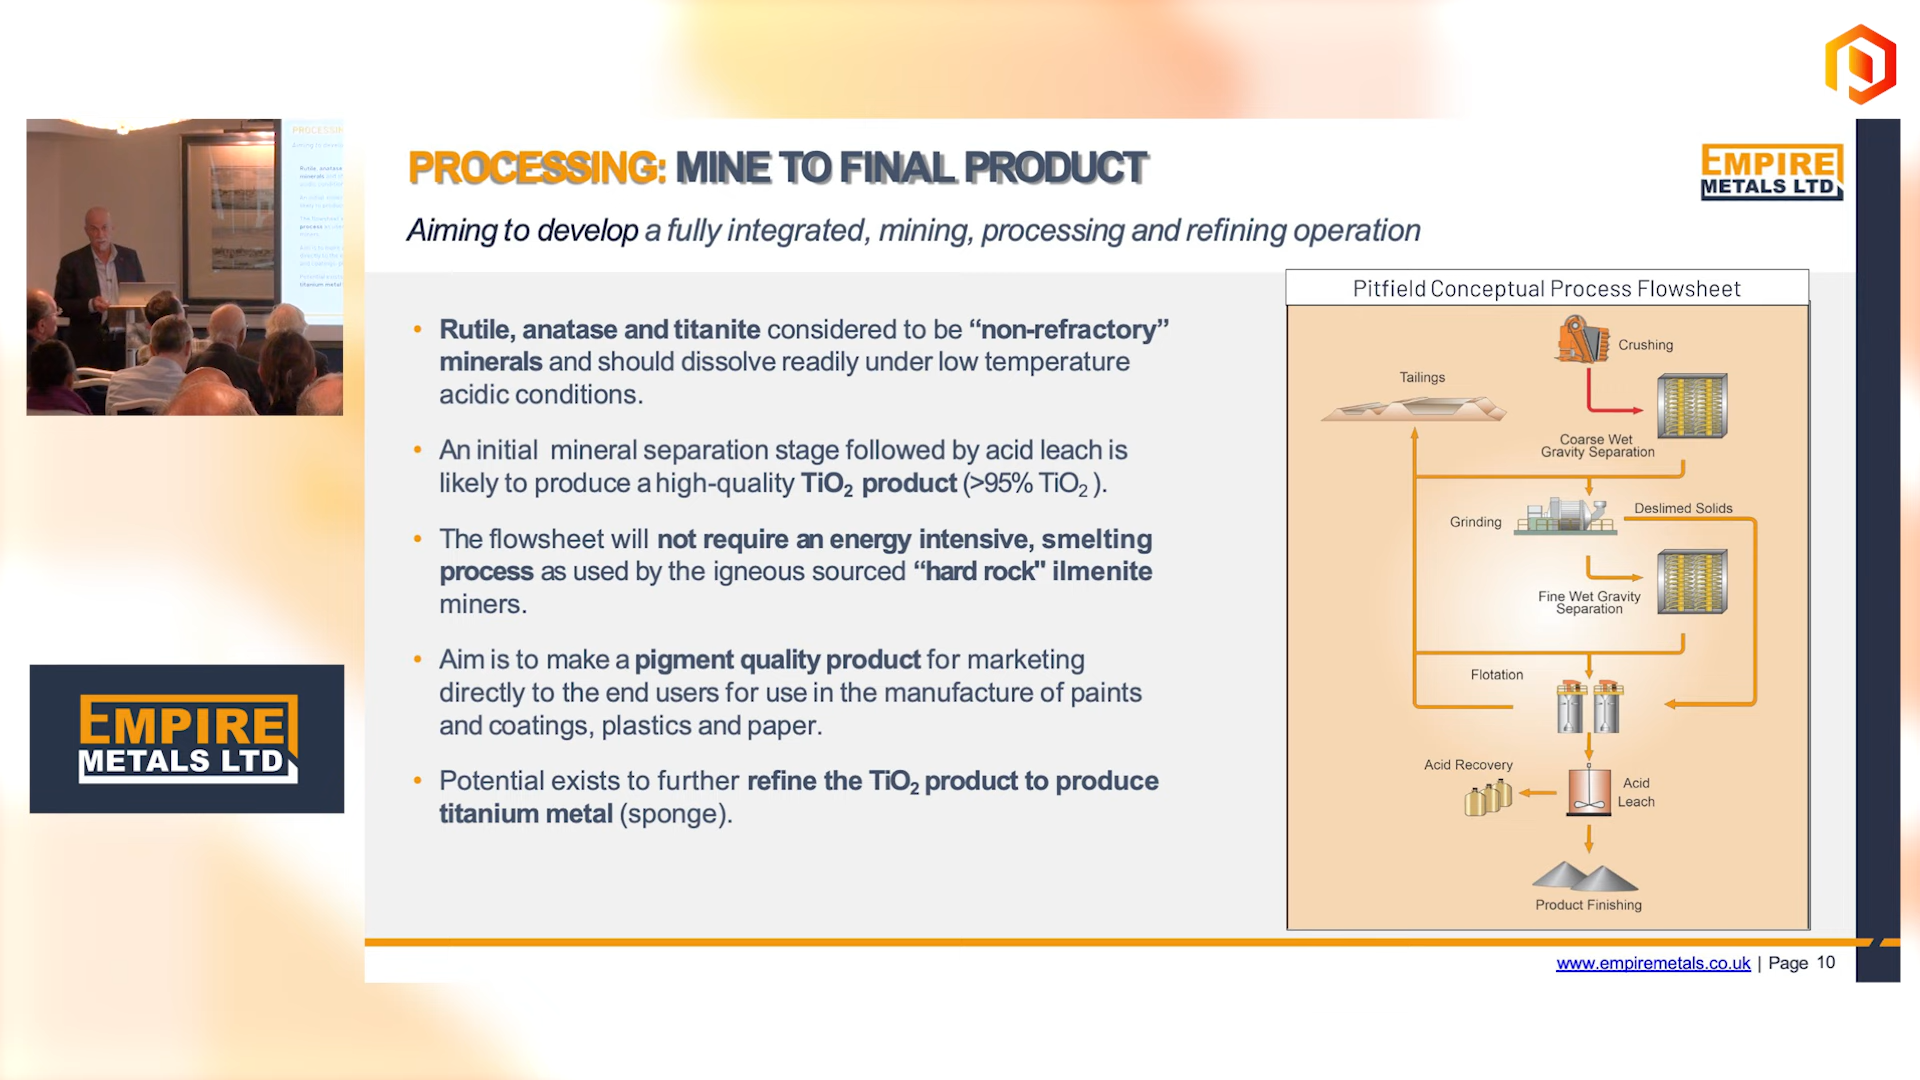 PROCESSING: MINE TO FINAL PRODUCT
EMPIRE
METALS LTD
Aiming to develop a fully integrated, mining, processing and refining operation
• Rutile, anatase and titanite considered to be “non-refractory”
minerals and should dissolve readily under low temperature
acidic conditions.
• An initial mineral separation stage followed by acid leach is
likely to produce a high-quality TiO₂ product (>95% TiO₂ ).
• The flowsheet will not require an energy intensive, smelting
process as used by the igneous sourced “hard rock" ilmenite
miners.
• Aim is to make a pigment quality product for marketing
directly to the end users for use in the manufacture of paints
and coatings, plastics and paper.
• Potential exists to further refine the TiO₂ product to produce
titanium metal (sponge).
Pitfield Conceptual Process Flowsheet
Crushing
Tailings
Coarse Wet
Gravity Separation
Grinding
Deslimed Solids
Fine Wet Gravity
Separation
Flotation
Acid Recovery
Acid
Leach
Product Finishing
EMPIRE
METALS LTD
www.empiremetals.co.uk | Page 10